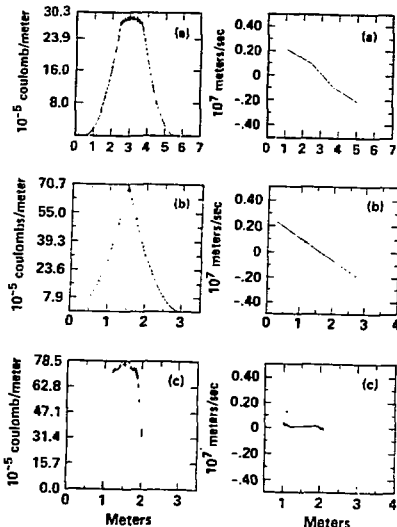 10⁻⁵ coulomb/meter
30.3
23.9
16.0
8.0
(a)
0 1 2 3 4 5 6 7
10⁷ meters/sec
0.40
0.20
0
-.20
-.40
(a)
0 1 2 3 4 5 6 7
10⁻⁵ coulombs/meter
70.7
55.0
39.3
23.6
7.9
(b)
0 1 2 3
10⁷ meters/sec
0.40
0.20
0
-.20
-.40
(b)
0 1 2 3 4
10⁻⁵ coulomb/meter
78.5
62.8
47.1
31.4
15.7
0.0
(c)
0 1 2 3
Meters
10⁷ meters/sec
0.40
0.20
0
-.20
-.40
(c)
0 1 2 3 4
Meters